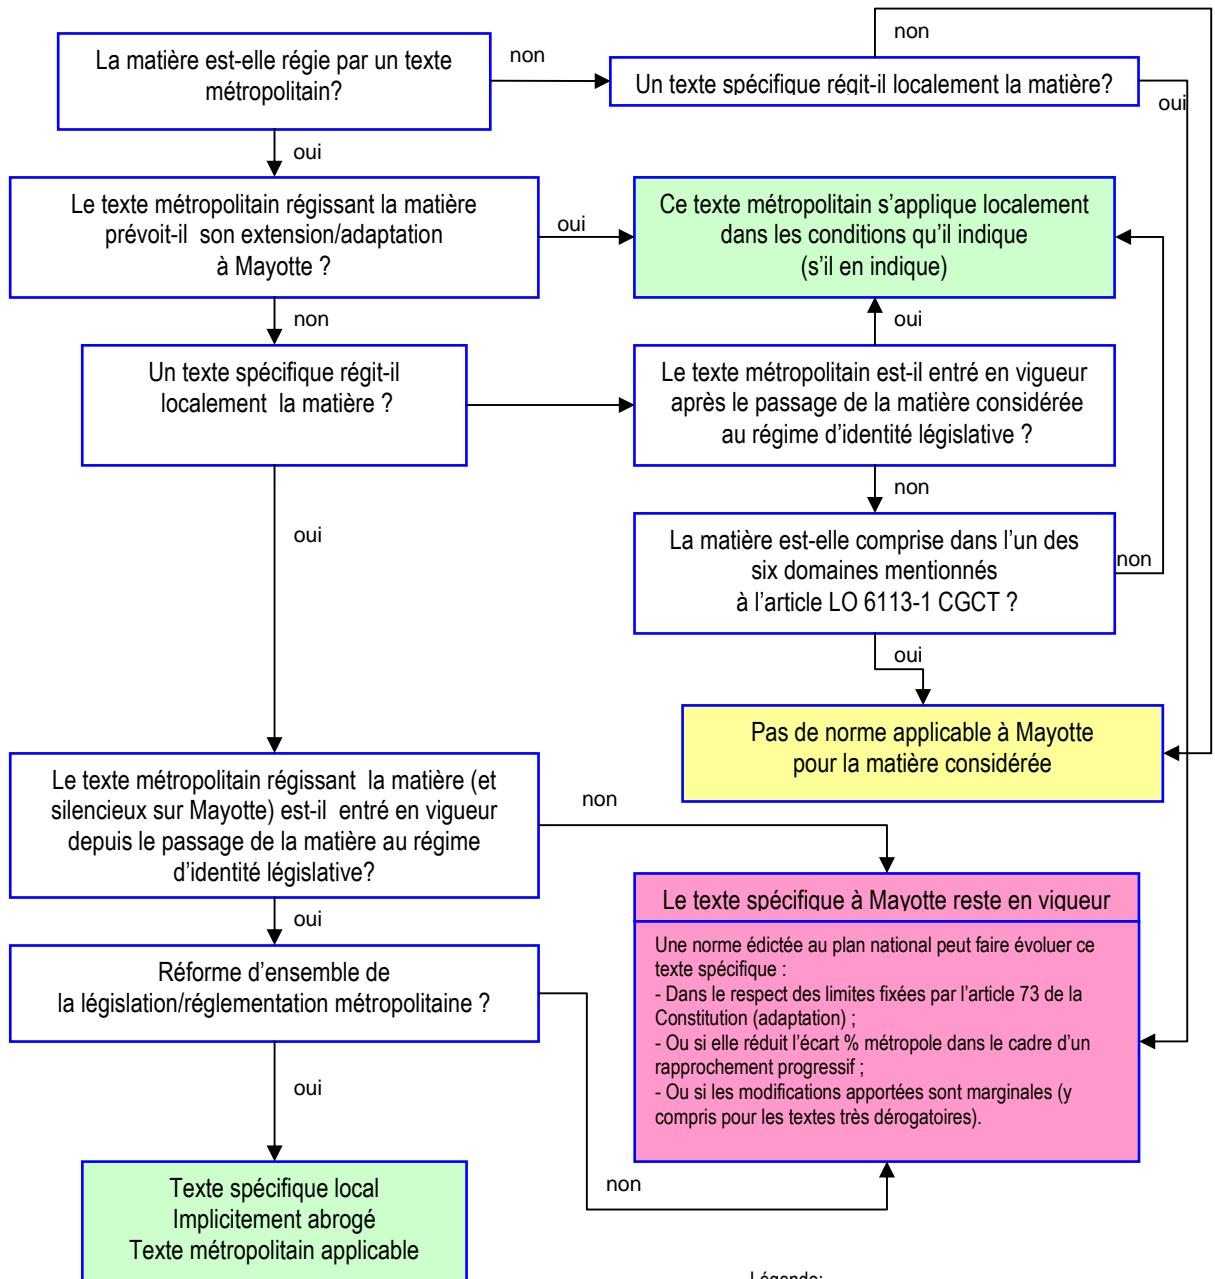 La matière est-elle régie par un texte
métropolitain?
non
non
Un texte spécifique régit-il localement la matière?
oui
oui
Le texte métropolitain régissant la matière
prévoit-il son extension/adaptation
à Mayotte ?
oui
Ce texte métropolitain s'applique localement
dans les conditions qu'il indique
(s'il en indique)
non
oui
Un texte spécifique régit-il
localement la matière ?
Le texte métropolitain est-il entré en vigueur
après le passage de la matière considérée
au régime d'identité législative ?
non
oui
La matière est-elle comprise dans l'un des
six domaines mentionnés
à l'article LO 6113-1 CGCT ?
non
oui
Pas de norme applicable à Mayotte
pour la matière considérée
Le texte métropolitain régissant la matière (et
silencieux sur Mayotte) est-il entré en vigueur
depuis le passage de la matière au régime
d'identité législative?
non
oui
Le texte spécifique à Mayotte reste en vigueur
Une norme édictée au plan national peut faire évoluer ce
texte spécifique :
- Dans le respect des limites fixées par l'article 73 de la
Constitution (adaptation) ;
- Ou si elle réduit l'écart % métropole dans le cadre d'un
rapprochement progressif ;
- Ou si les modifications apportées sont marginales (y
compris pour les textes très dérogatoires).
Réforme d'ensemble de
la législation/réglementation métropolitaine ?
oui
non
Texte spécifique local
Implicitement abrogé
Texte métropolitain applicable
Légende: